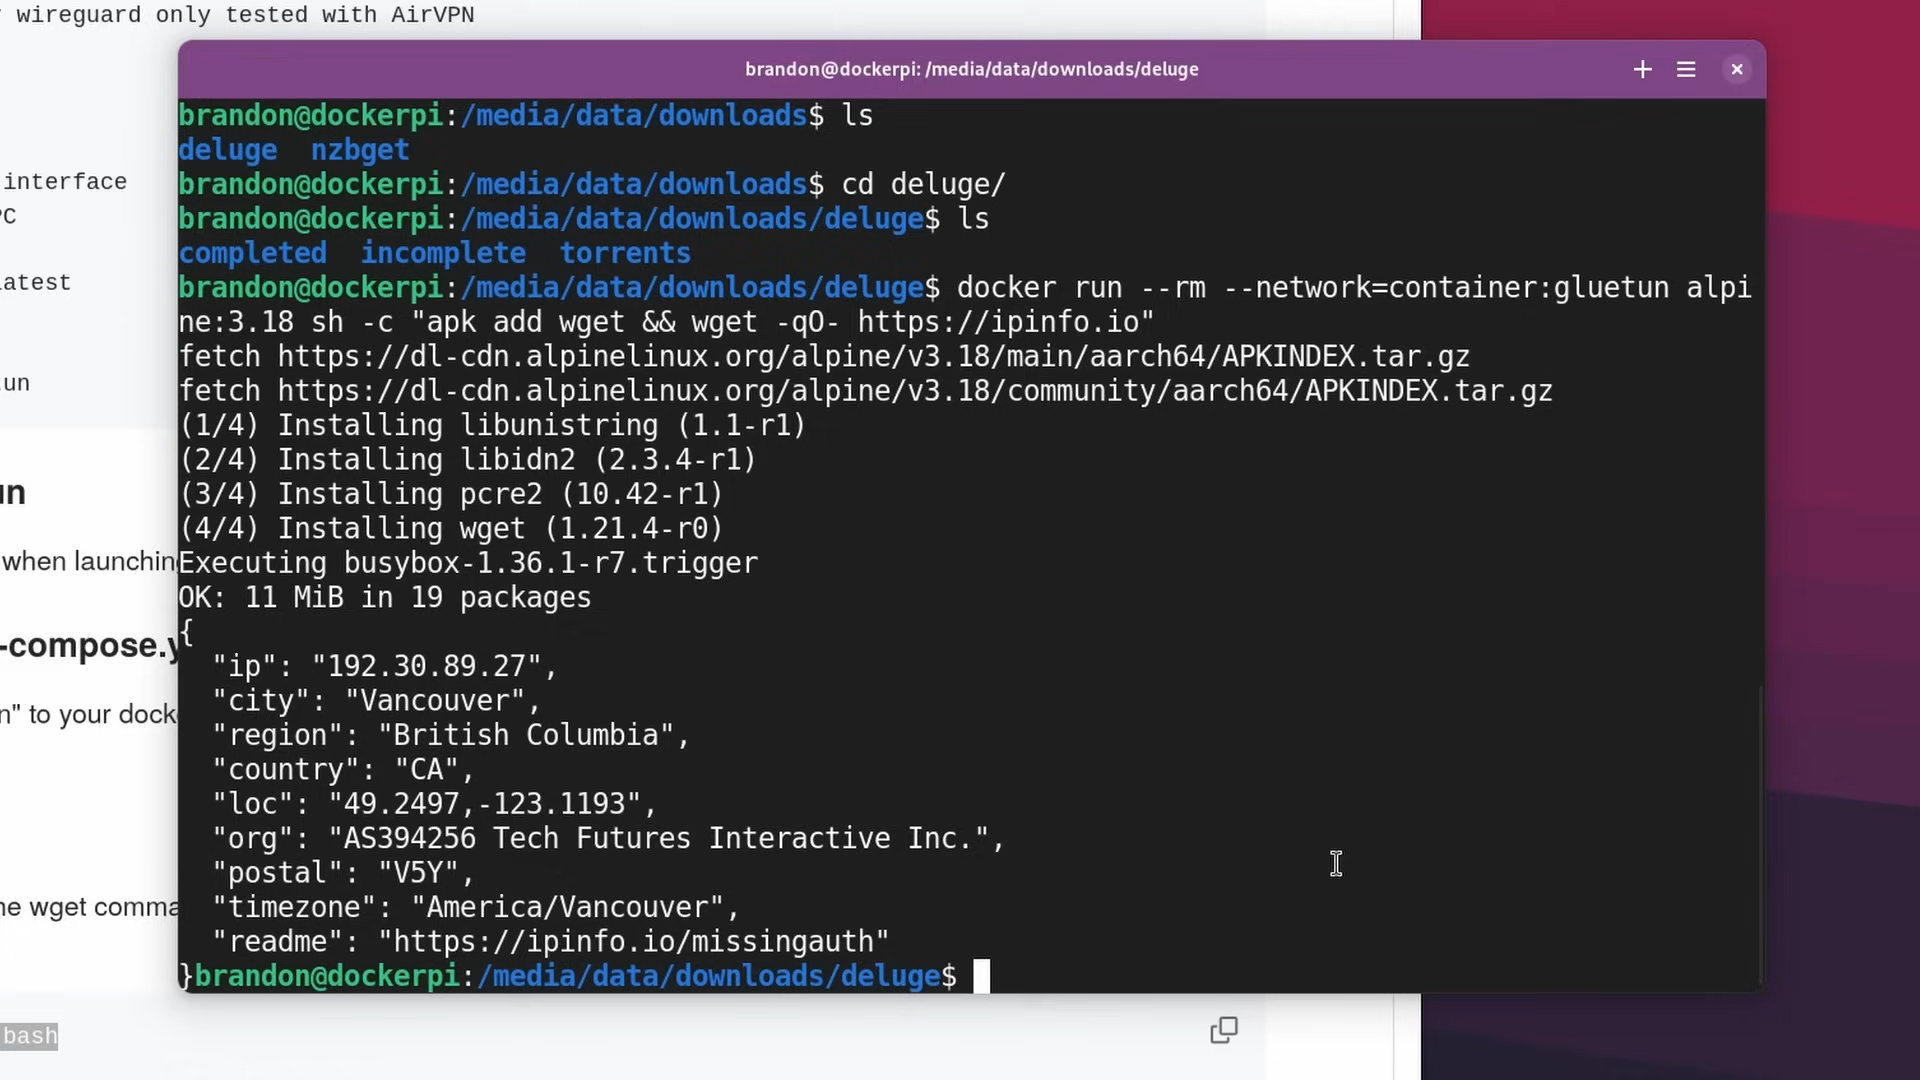 wireguard only tested with AirVPN
brandon@dockerpi: /media/data/downloads/deluge
brandon@dockerpi:/media/data/downloads$ ls
deluge  nzbget
brandon@dockerpi:/media/data/downloads$ cd deluge/
brandon@dockerpi:/media/data/downloads/deluge$ ls
completed  incomplete  torrents
brandon@dockerpi:/media/data/downloads/deluge$ docker run --rm --network=container:gluetun alpi
ne:3.18 sh -c "apk add wget && wget -qO- https://ipinfo.io"
fetch https://dl-cdn.alpinelinux.org/alpine/v3.18/main/aarch64/APKINDEX.tar.gz
fetch https://dl-cdn.alpinelinux.org/alpine/v3.18/community/aarch64/APKINDEX.tar.gz
(1/4) Installing libunistring (1.1-r1)
(2/4) Installing libidn2 (2.3.4-r1)
(3/4) Installing pcre2 (10.42-r1)
(4/4) Installing wget (1.21.4-r0)
Executing busybox-1.36.1-r7.trigger
OK: 11 MiB in 19 packages
{
  "ip": "192.30.89.27",
  "city": "Vancouver",
  "region": "British Columbia",
  "country": "CA",
  "loc": "49.2497,-123.1193",
  "org": "AS394256 Tech Futures Interactive Inc.",
  "postal": "V5Y",
  "timezone": "America/Vancouver",
  "readme": "https://ipinfo.io/missingauth"
}brandon@dockerpi:/media/data/downloads/deluge$
interface
PC
latest
un
un
when launchin
-compose.y
n" to your docke
he wget comma
bash